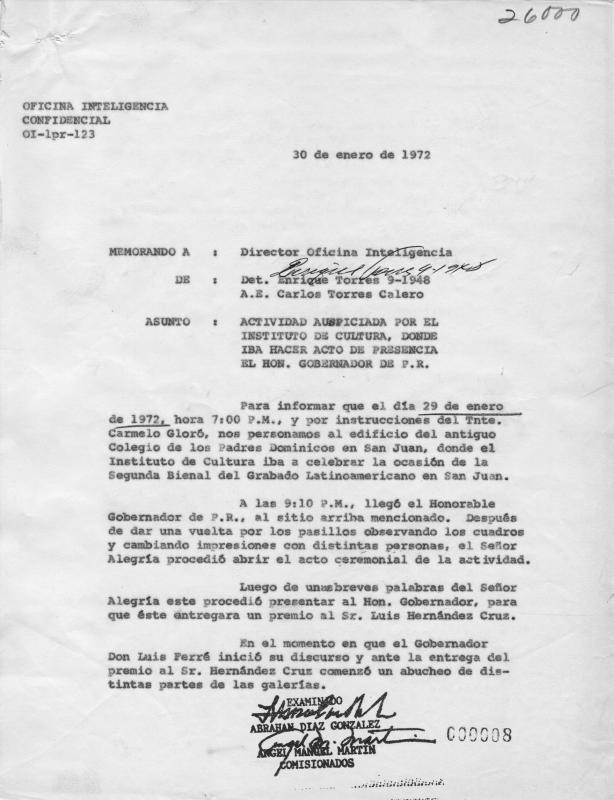 26000
OFICINA INTELIGENCIA
CONFIDENCIAL
OI-lpr-123
30 de enero de 1972
MEMORANDO A : Director Oficina Inteligencia
Enrique Torres 9-1948
DE : Det. Enrique Torres 9-1948
A.E. Carlos Torres Calero
ASUNTO : ACTIVIDAD AUSPICIADA POR EL
INSTITUTO DE CULTURA, DONDE
IBA HACER ACTO DE PRESENCIA
EL HON. GOBERNADOR DE P.R.
Para informar que el día 29 de enero
de 1972, hora 7:00 P.M., y por instrucciones del Tnte.
Carmelo Gloró, nos personamos al edificio del antiguo
Colegio de los Padres Dominicos en San Juan, donde el
Instituto de Cultura iba a celebrar la ocasión de la
Segunda Bienal del Grabado Latinoamericano en San Juan.
A las 9:10 P.M., llegó el Honorable
Gobernador de P.R., al sitio arriba mencionado. Después
de dar una vuelta por los pasillos observando los cuadros
y cambiando impresiones con distintas personas, el Señor
Alegría procedió abrir el acto ceremonial de la actividad.
Luego de unas breves palabras del Señor
Alegría este procedió presentar al Hon. Gobernador, para
que éste entregara un premio al Sr. Luis Hernández Cruz.
En el momento en que el Gobernador
Don Luis Ferré inició su discurso y ante la entrega del
premio al Sr. Hernández Cruz comenzó un abucheo de dis-
tintas partes de las galerías.
EXAMINADO
ABRAHAN DIAZ GONZALEZ
000008
ANGEL MANUEL MARTIN
COMISIONADOS